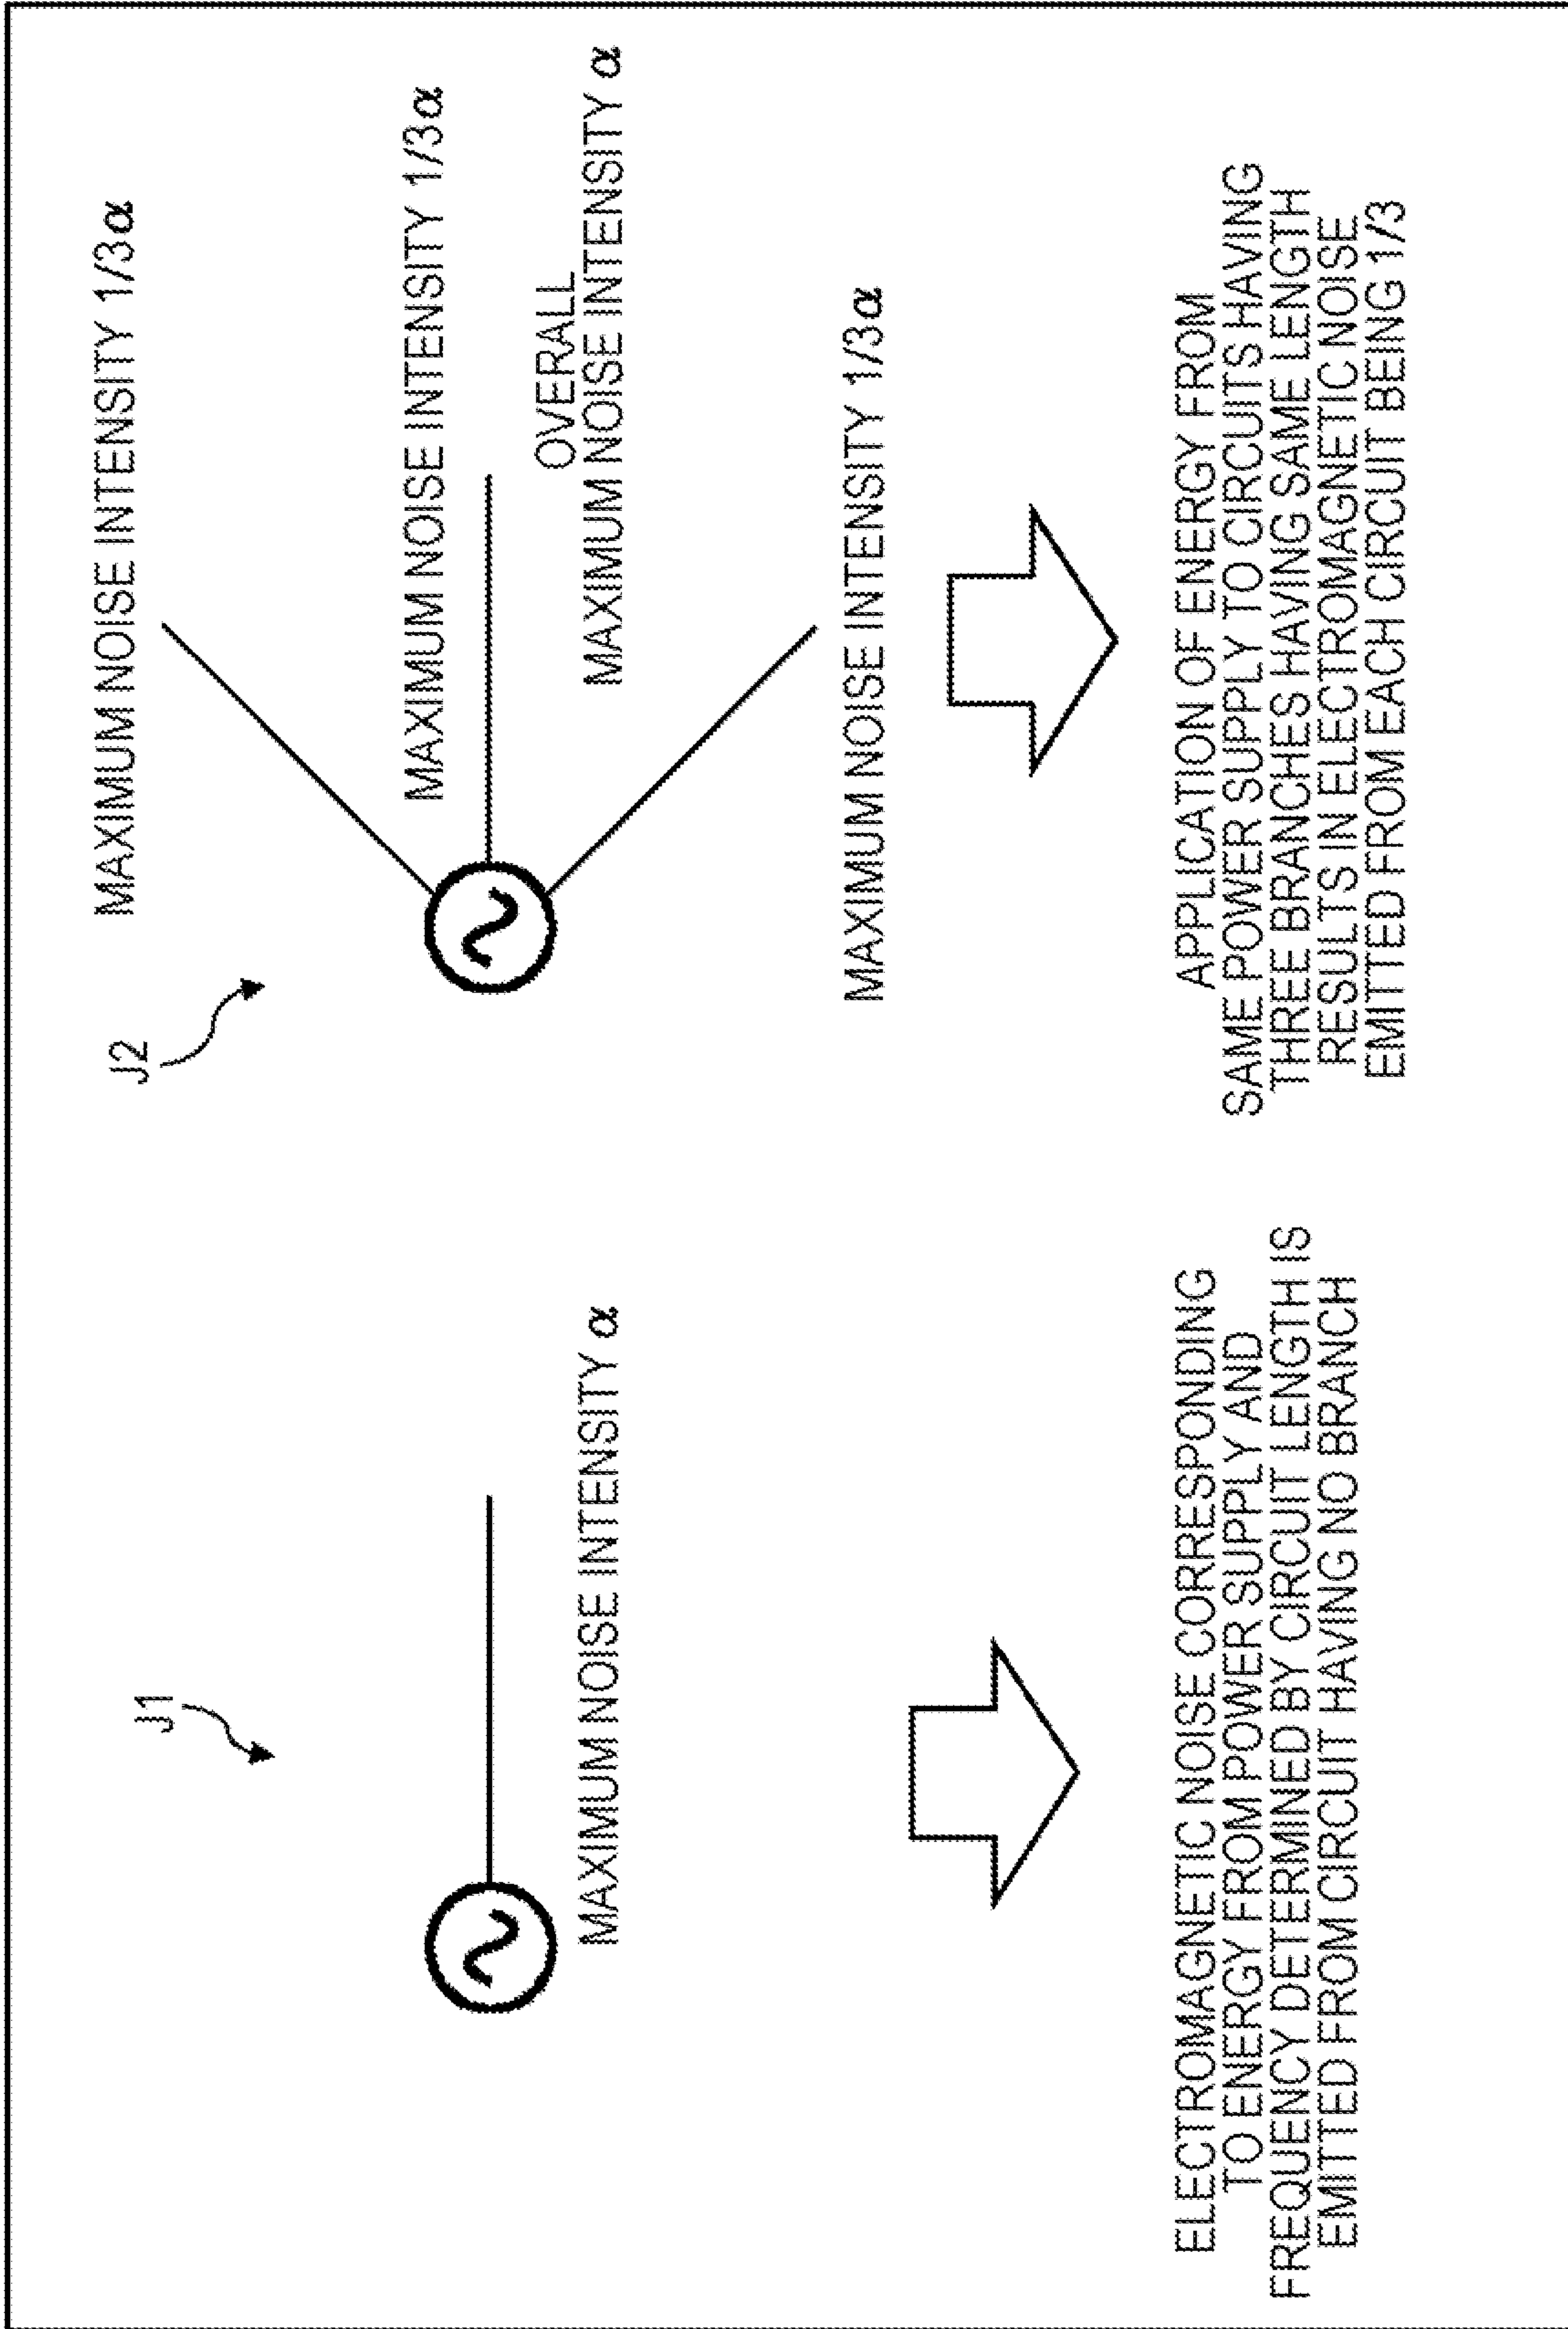 J1
MAXIMUM NOISE INTENSITY α
ELECTROMAGNETIC NOISE CORRESPONDING
TO ENERGY FROM POWER SUPPLY AND
FREQUENCY DETERMINED BY CIRCUIT LENGTH IS
EMITTED FROM CIRCUIT HAVING NO BRANCH
J2
MAXIMUM NOISE INTENSITY 1/3α
MAXIMUM NOISE INTENSITY 1/3α
OVERALL
MAXIMUM NOISE INTENSITY α
MAXIMUM NOISE INTENSITY 1/3α
APPLICATION OF ENERGY FROM
SAME POWER SUPPLY TO CIRCUITS HAVING
THREE BRANCHES HAVING SAME LENGTH
RESULTS IN ELECTROMAGNETIC NOISE
EMITTED FROM EACH CIRCUIT BEING 1/3